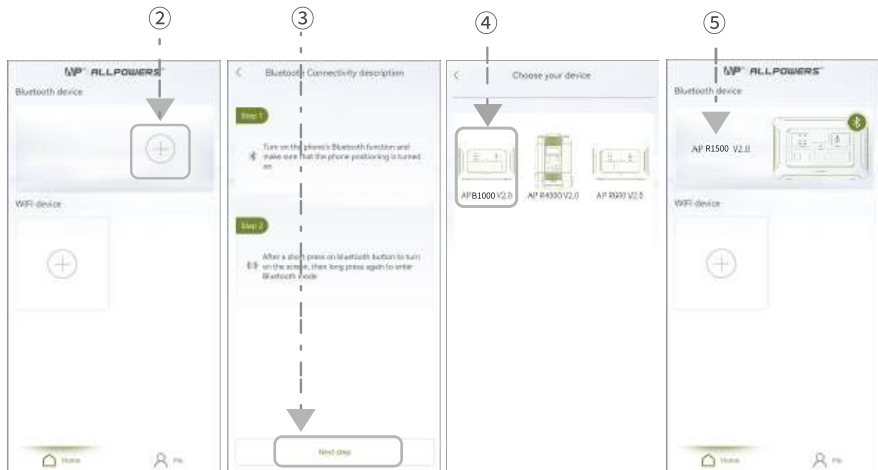 ②
③
④
⑤
ALLPOWERS
Bluetooth device
WIFI device
Home
Me
Bluetooth Connectivity description
Step 1
Turn on the phone's Bluetooth function and
make sure that the phone positioning is turned
on
Step 2
After a short press on bluetooth button to turn
on the screen, then long press again to enter
Bluetooth mode
Next step
Choose your device
AP B1000 V2.0
AP R4000 V2.0
AP R600 V2.0
ALLPOWERS
Bluetooth device
AP R1500 V2.0
WIFI device
Home
Me